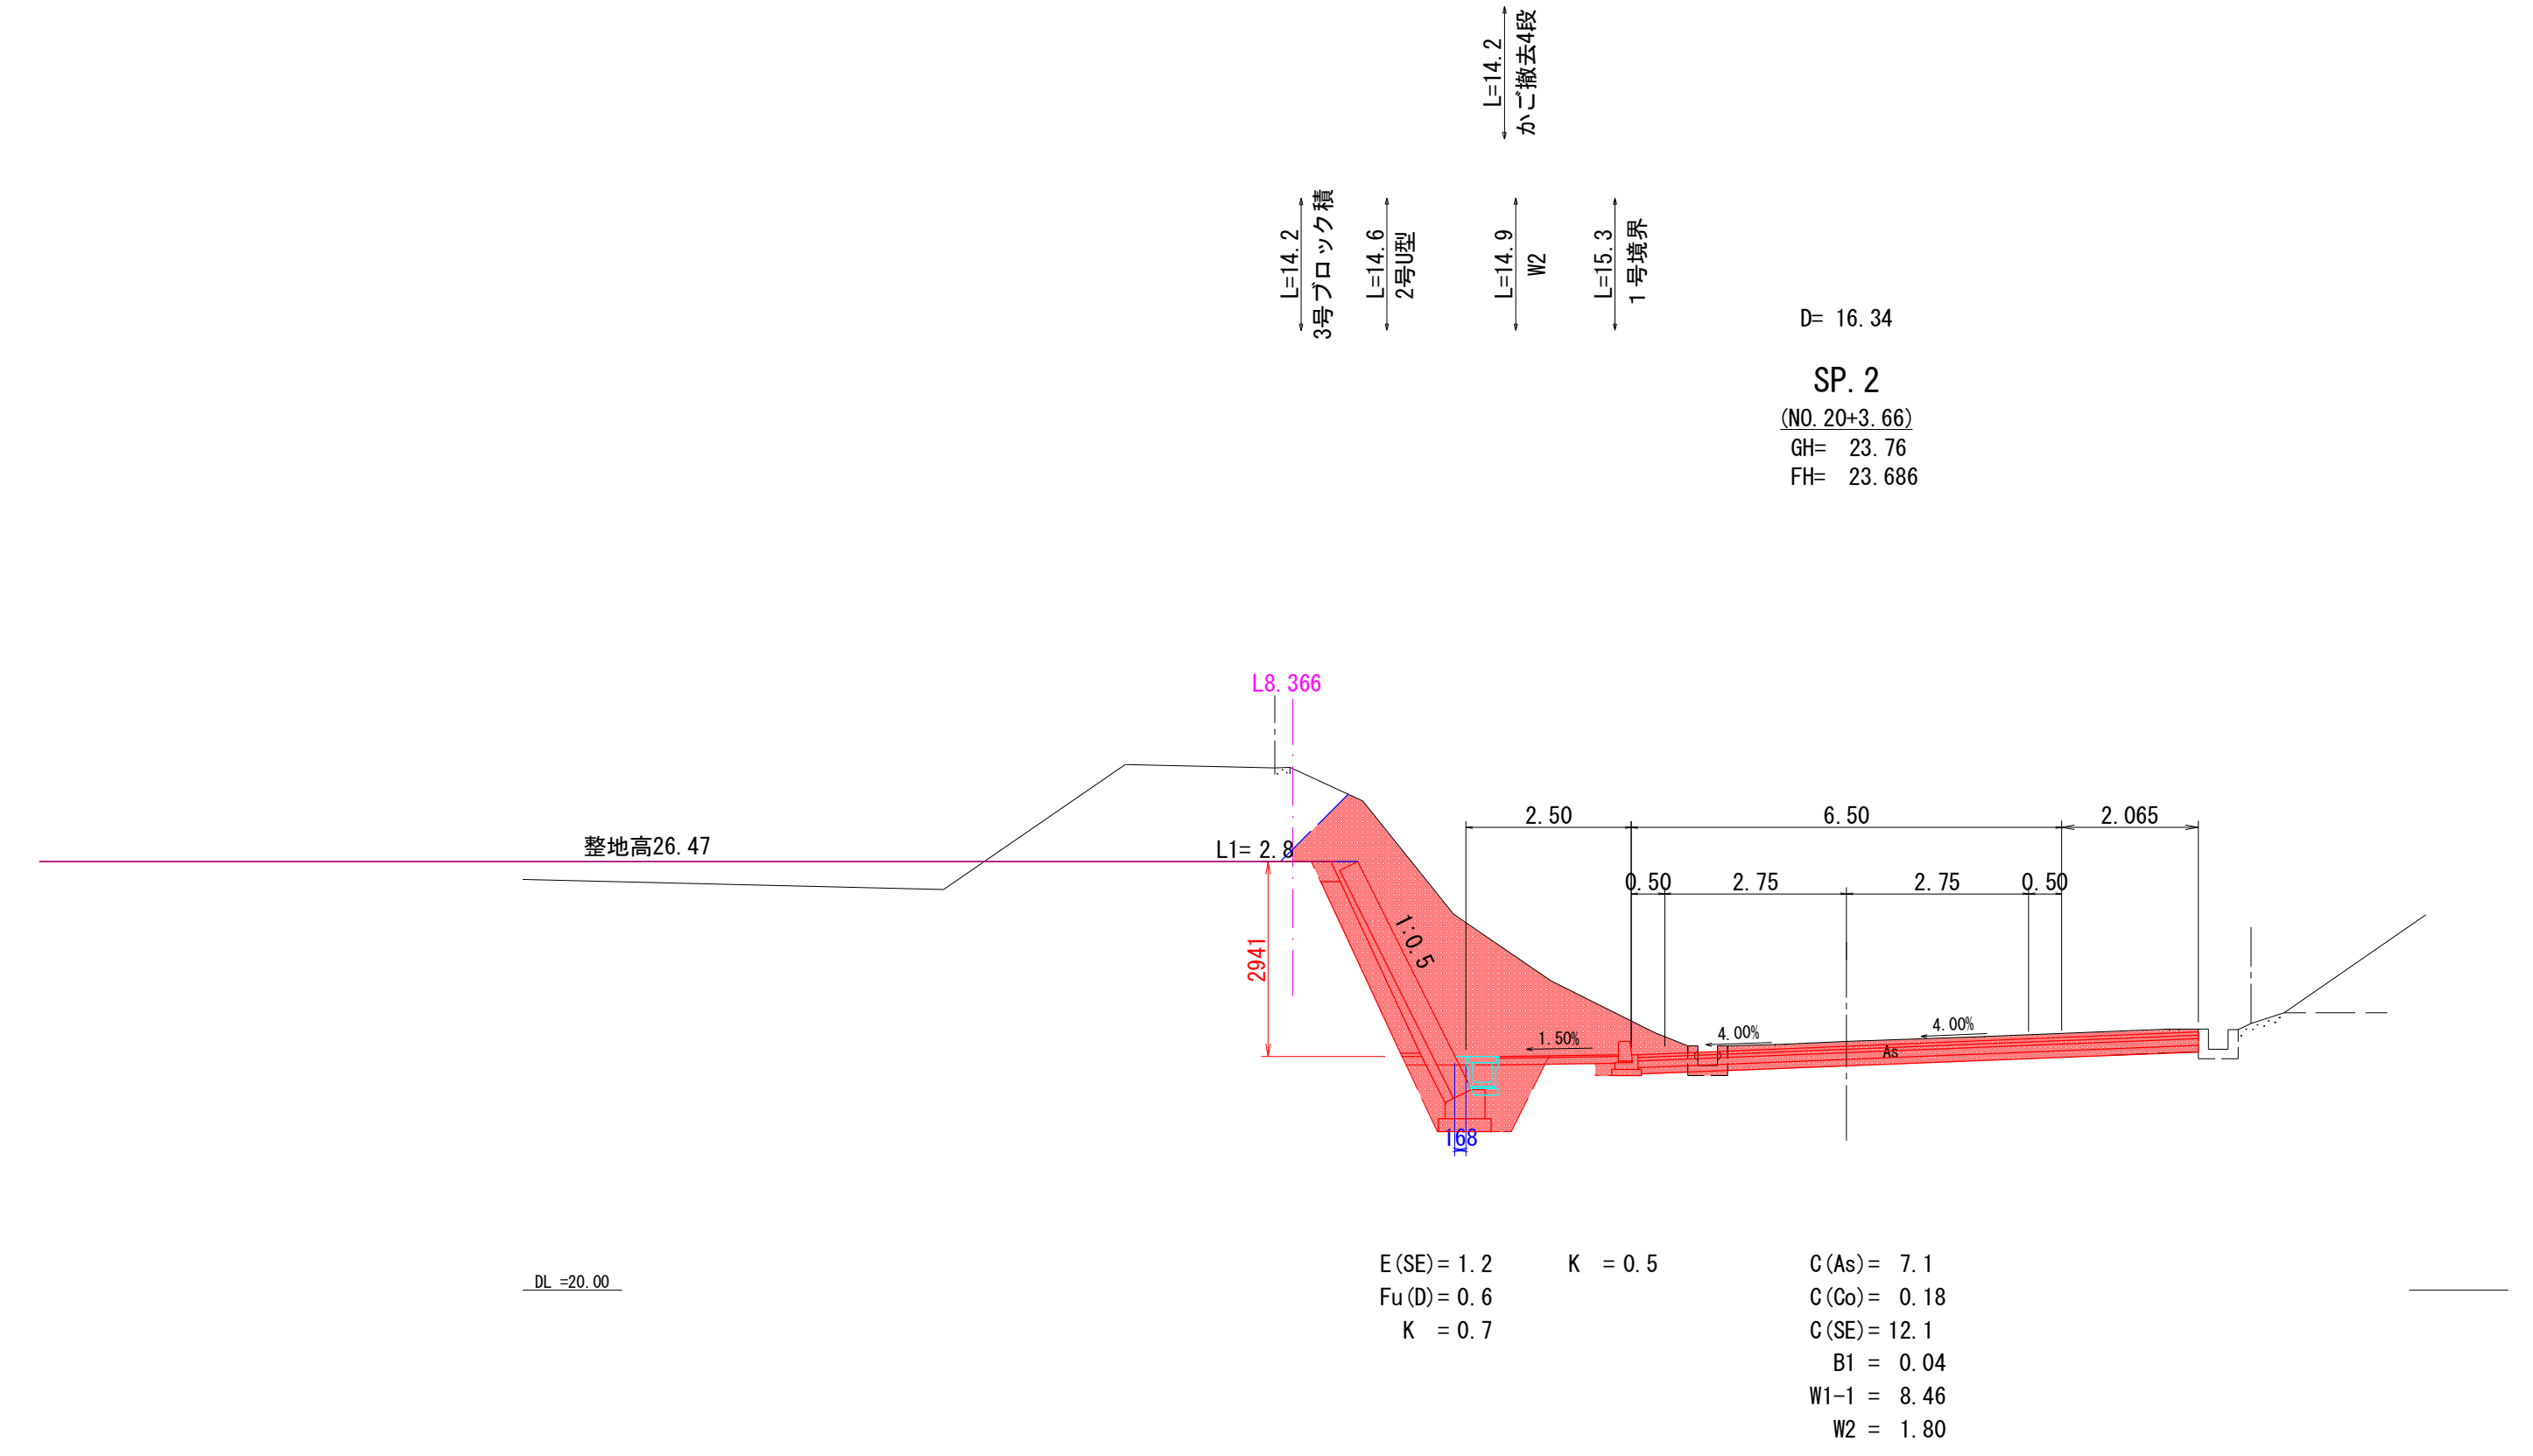 L=14.2
かご撤去4段
L=14.2
3号ブロック積
L=14.6
2号U型
L=14.9
W2
L=15.3
1号境界
D= 16.34
SP.2
(NO.20+3.66)
GH= 23.76
FH= 23.686
L8.366
2.50
6.50
2.065
整地高26.47
L1= 2.8
0.50
2.75
2.75
0.50
1:0.5
2941
1.50%
4.00%
4.00%
As
168
DL =20.00
E(SE)= 1.2
K = 0.5
C(As)= 7.1
Fu(D)= 0.6
C(Co)= 0.18
K = 0.7
C(SE)= 12.1
B1 = 0.04
W1-1 = 8.46
W2 = 1.80